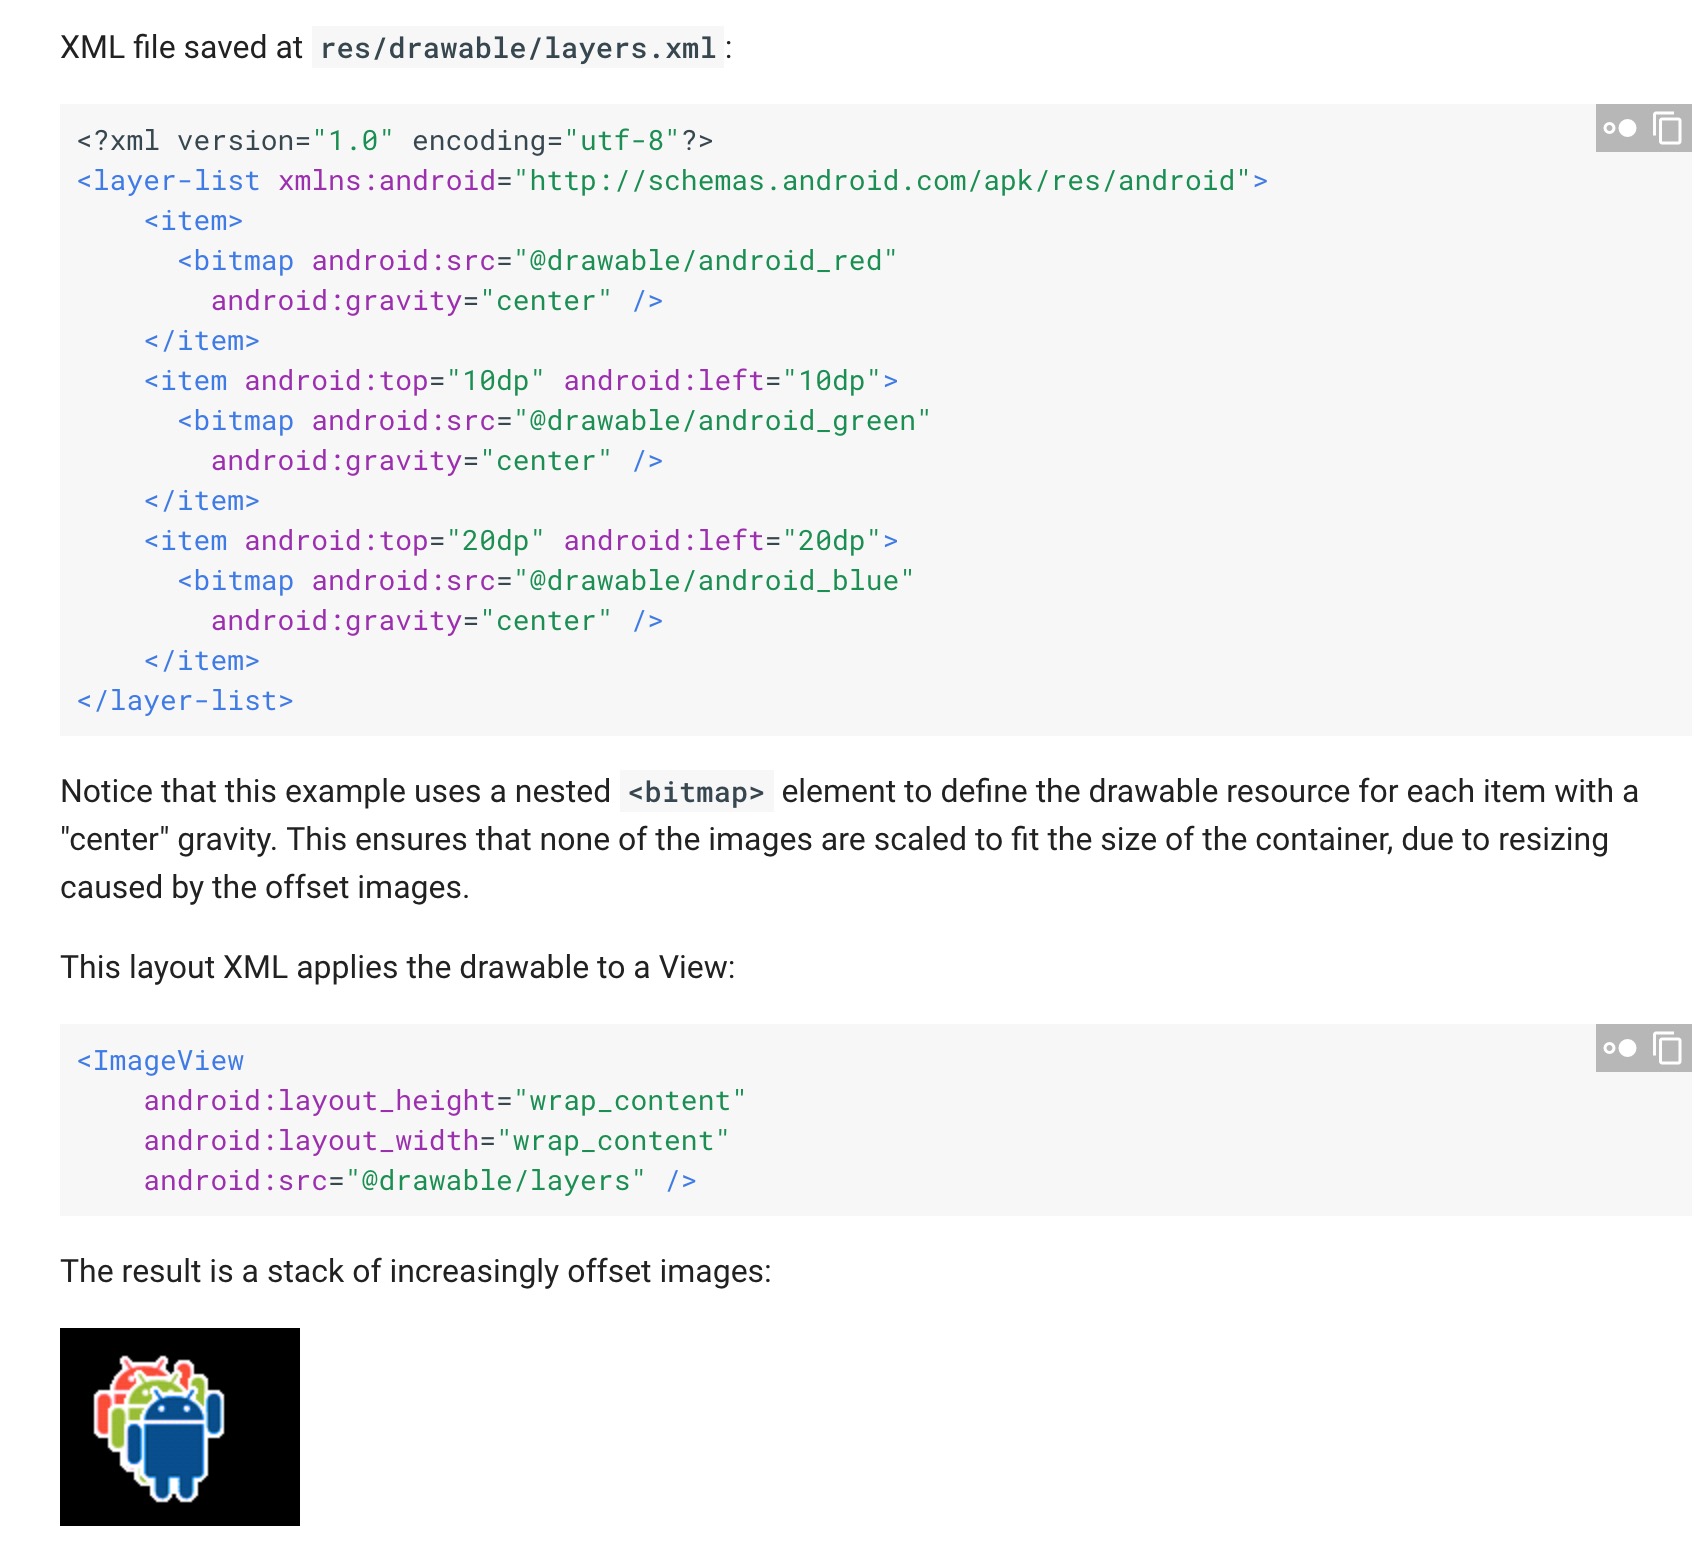 XML file saved at res/drawable/layers.xml:
<?xml version="1.0" encoding="utf-8"?>
<layer-list xmlns:android="http://schemas.android.com/apk/res/android">
    <item>
      <bitmap android:src="@drawable/android_red"
        android:gravity="center" />
    </item>
    <item android:top="10dp" android:left="10dp">
      <bitmap android:src="@drawable/android_green"
        android:gravity="center" />
    </item>
    <item android:top="20dp" android:left="20dp">
      <bitmap android:src="@drawable/android_blue"
        android:gravity="center" />
    </item>
</layer-list>
Notice that this example uses a nested <bitmap> element to define the drawable resource for each item with a
"center" gravity. This ensures that none of the images are scaled to fit the size of the container, due to resizing
caused by the offset images.
This layout XML applies the drawable to a View:
<ImageView
    android:layout_height="wrap_content"
    android:layout_width="wrap_content"
    android:src="@drawable/layers" />
The result is a stack of increasingly offset images: